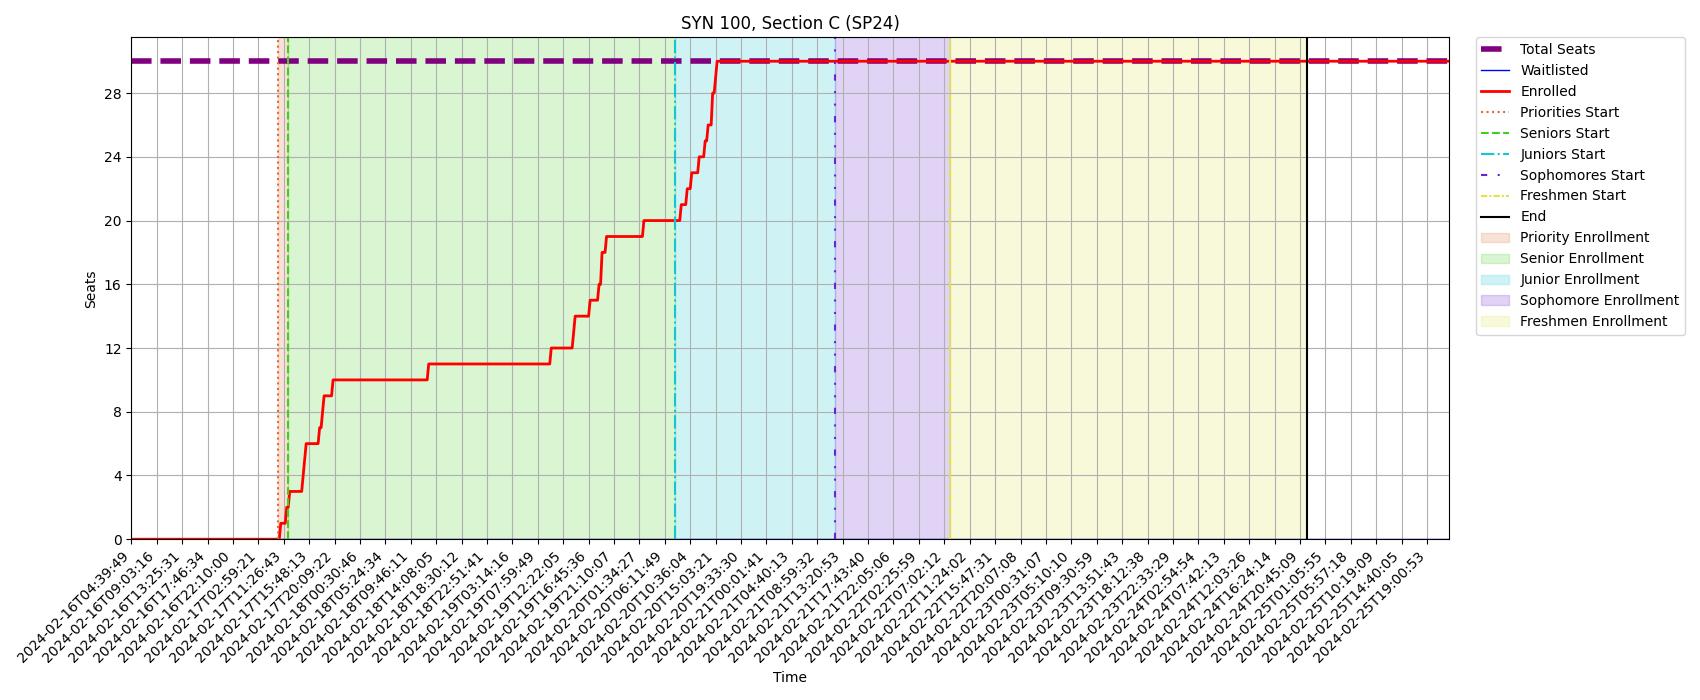 SYN 100, Section C (SP24)
Seats
28
24
20
16
12
8
4
0
2024-02-16T04:39:49
2024-02-16T09:03:16
2024-02-16T13:25:31
2024-02-16T17:46:34
2024-02-16T22:10:00
2024-02-17T02:59:21
2024-02-17T11:26:43
2024-02-17T15:48:13
2024-02-17T20:09:22
2024-02-18T00:30:46
2024-02-18T05:24:34
2024-02-18T09:46:11
2024-02-18T14:08:05
2024-02-18T18:30:12
2024-02-18T22:51:41
2024-02-19T03:14:16
2024-02-19T07:59:49
2024-02-19T12:22:05
2024-02-19T16:45:36
2024-02-19T21:10:07
2024-02-20T01:34:27
2024-02-20T06:11:49
2024-02-20T10:36:04
2024-02-20T15:03:21
2024-02-20T19:33:30
2024-02-21T00:01:41
2024-02-21T04:40:13
2024-02-21T08:59:32
2024-02-21T13:20:53
2024-02-21T17:43:40
2024-02-21T22:05:06
2024-02-22T02:25:59
2024-02-22T07:02:12
2024-02-22T11:24:02
2024-02-22T15:47:31
2024-02-22T20:07:08
2024-02-23T00:31:07
2024-02-23T05:10:10
2024-02-23T09:30:59
2024-02-23T13:51:43
2024-02-23T18:12:38
2024-02-23T22:33:29
2024-02-24T02:54:54
2024-02-24T07:42:13
2024-02-24T12:03:26
2024-02-24T16:24:14
2024-02-24T20:45:09
2024-02-25T01:05:55
2024-02-25T05:57:18
2024-02-25T10:19:09
2024-02-25T14:40:05
2024-02-25T19:00:53
Time
Total Seats
Waitlisted
Enrolled
Priorities Start
Seniors Start
Juniors Start
Sophomores Start
Freshmen Start
End
Priority Enrollment
Senior Enrollment
Junior Enrollment
Sophomore Enrollment
Freshmen Enrollment